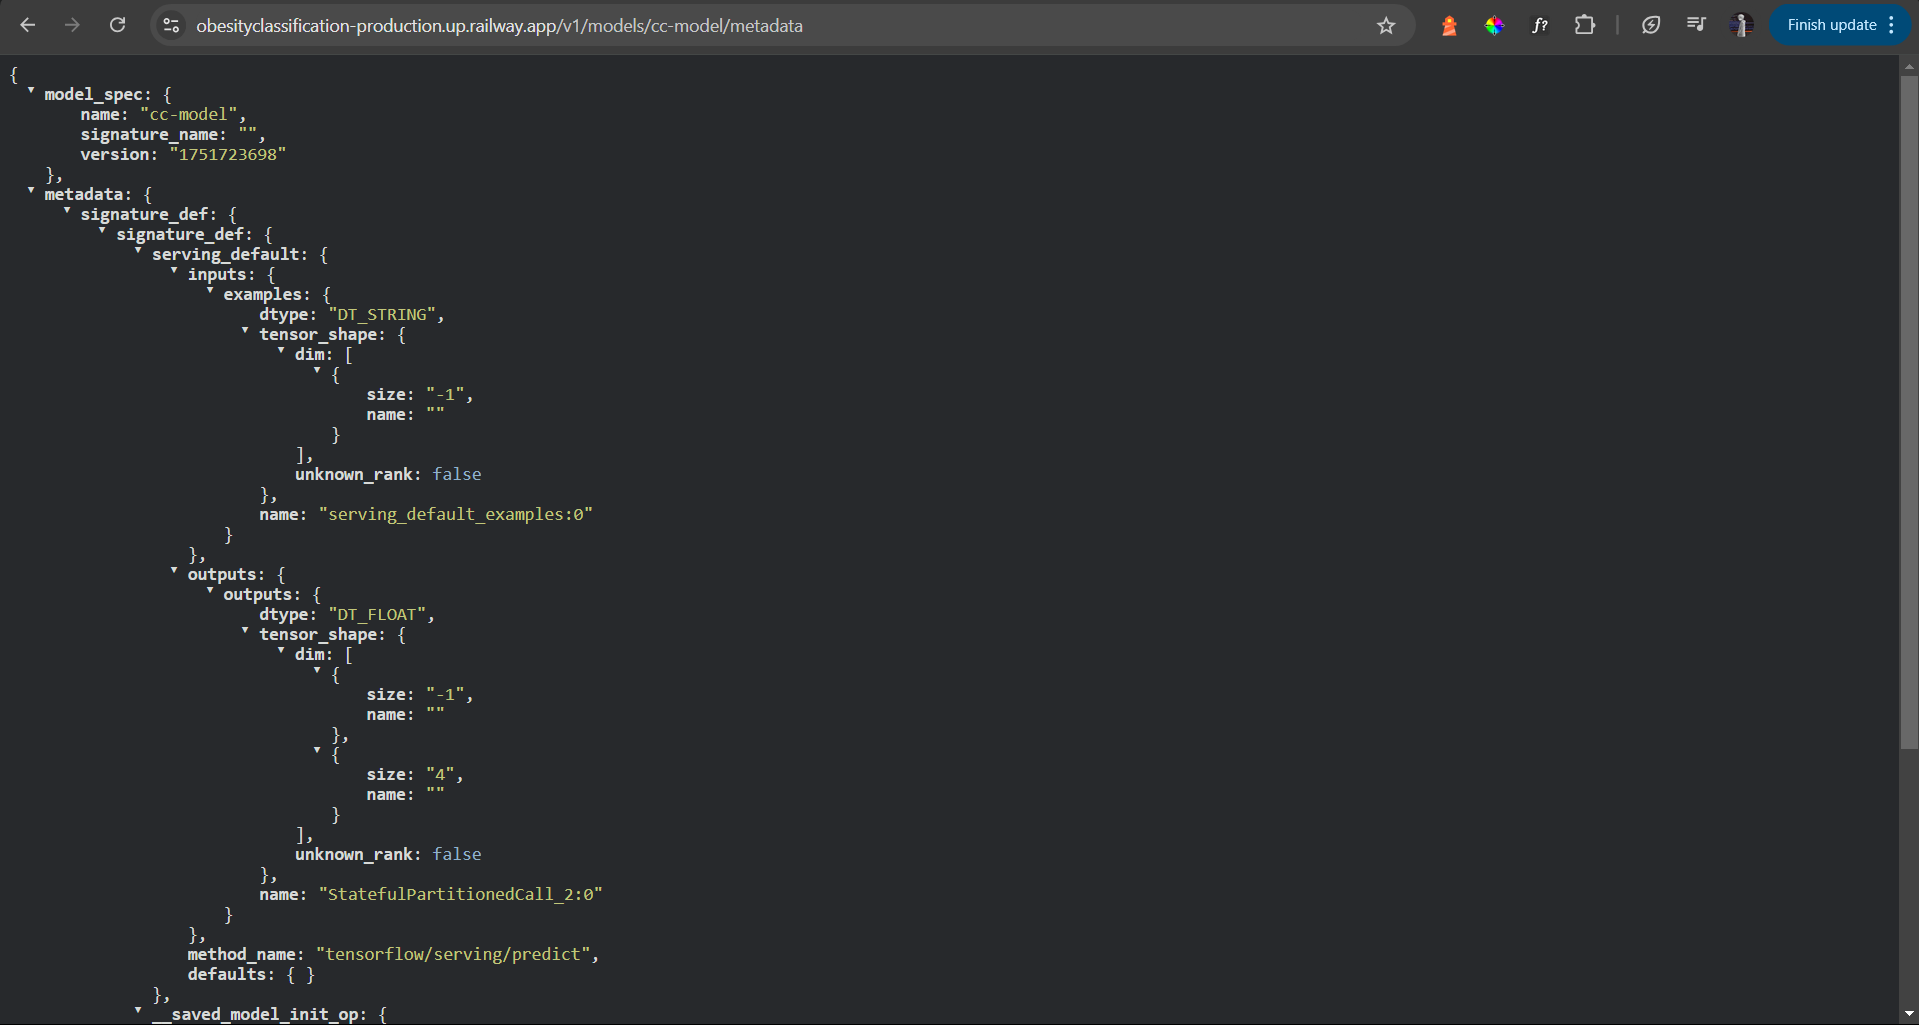 obesityclassification-production.up.railway.app/v1/models/cc-model/metadata
f?
Finish update
{
model_spec: {
name: "cc-model",
signature_name: "",
version: "1751723698"
},
metadata: {
signature_def: {
signature_def: {
serving_default: {
inputs: {
examples: {
dtype: "DT_STRING",
tensor_shape: {
dim: [
{
size: "-1",
name: ""
}
],
unknown_rank: false
},
name: "serving_default_examples:0"
}
},
outputs: {
outputs: {
dtype: "DT_FLOAT",
tensor_shape: {
dim: [
{
size: "-1",
name: ""
},
{
size: "4",
name: ""
}
],
unknown_rank: false
},
name: "StatefulPartitionedCall_2:0"
}
},
method_name: "tensorflow/serving/predict",
defaults: { }
},
__saved_model_init_op: {